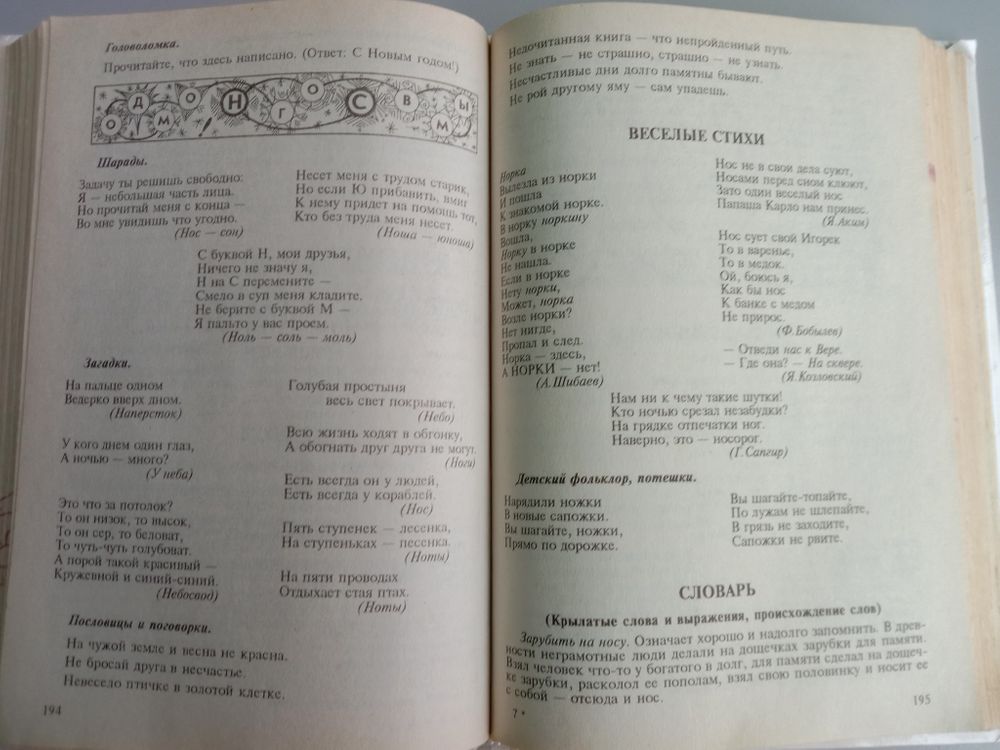 Головоломка.
Прочитайте, что здесь написано. (Ответ: С Новым годом!)
О Д М О ! Н Г О С В М Ы
Шарады.
Задачу ты решишь свободно:
Я — небольшая часть лица.
Но прочитай меня с конца —
Во мне увидишь что угодно.
(Нос — сон)
Несет меня с трудом старик,
Но если Ю прибавить, вмиг
К нему придет на помощь тот,
Кто без труда меня несет.
(Ноша — юноша)
С буквой Н, мои друзья,
Ничего не значу я,
Н на С перемените —
Смело в суп меня кладите.
Не берите с буквой М —
Я пальто у вас проем.
(Ноль — соль — моль)
Загадки.
На пальце одном
Ведерко вверх дном.
(Наперсток)
У кого днем один глаз,
А ночью — много?
(У неба)
Это что за потолок?
То он низок, то высок,
То он сер, то беловат,
То чуть-чуть голубоват.
А порой такой красивый —
Кружевной и синий-синий.
(Небосвод)
Голубая простыня
весь свет покрывает.
(Небо)
Всю жизнь ходят в обгонку,
А обогнать друг друга не могут.
(Ноги)
Есть всегда он у людей,
Есть всегда у кораблей.
(Нос)
Пять ступенек — лесенка,
На ступеньках — песенка.
(Ноты)
На пяти проводах
Отдыхает стая птах.
(Ноты)
Пословицы и поговорки.
На чужой земле и весна не красна.
Не бросай друга в несчастье.
Невесело птичке в золотой клетке.
194
Недочитанная книга — что непройденный путь.
Не знать — не страшно, страшно — не узнать.
Несчастливые дни долго памятны бывают.
Не рой другому яму — сам упадешь.
ВЕСЕЛЫЕ СТИХИ
Норка
Вылезла из норки
И пошла
К знакомой норке.
В норку норкину
Вошла,
Норку в норке
Не нашла.
Если в норке
Нету норки,
Может, норка
Возле норки?
Нет нигде,
Пропал и след.
Норка — здесь,
А НОРКИ — нет!
(А.Шибаев)
Нос не в свои дела суют,
Носами перед сном клюют,
Зато один веселый нос
Папаша Карло нам принес.
(Я.Аким)
Нос сует свой Игорек
То в варенье,
То в медок.
Ой, боюсь я,
Как бы нос
К банке с медом
Не прирос.
(Ф.Бобылев)
— Отведи нас к Вере.
— Где она? — На сквере.
(Я.Козловский)
Нам ни к чему такие шутки!
Кто ночью срезал незабудки?
На грядке отпечатки ног.
Наверно, это — носорог.
(Г.Сапгир)
Детский фольклор, потешки.
Нарядили ножки
В новые сапожки.
Вы шагайте, ножки,
Прямо по дорожке.
Вы шагайте-топайте,
По лужам не шлепайте,
В грязь не заходите,
Сапожки не рвите.
СЛОВАРЬ
(Крылатые слова и выражения, происхождение слов)
Зарубить на носу. Означает хорошо и надолго запомнить. В древ-
ности неграмотные люди делали на дощечках зарубки для памяти.
Взял человек что-то у богатого в долг, для памяти сделал на дощеч-
ке зарубки, расколол ее пополам, взял свою половинку и носит ее
с собой — отсюда и нос.
7 *
195